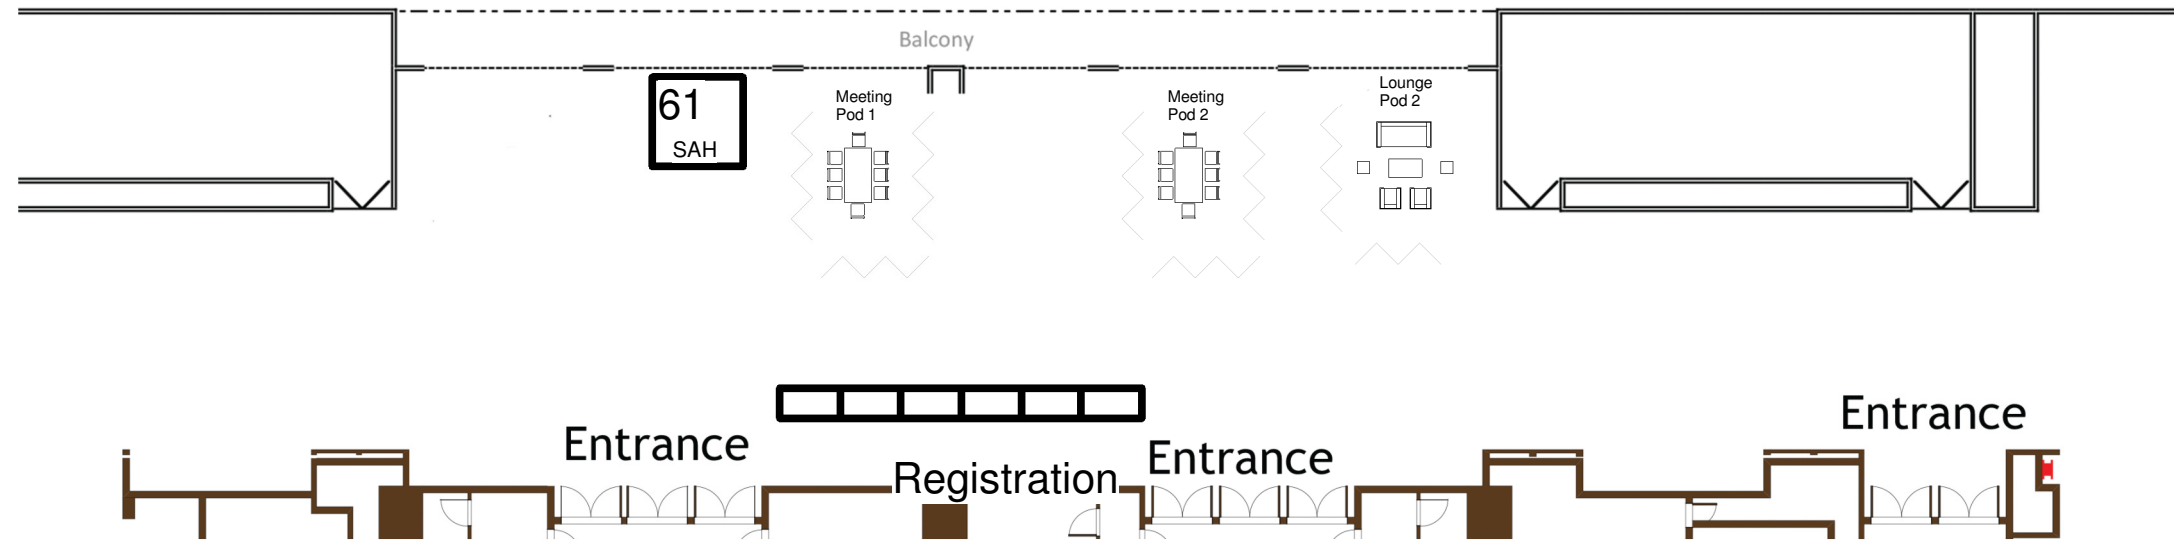 Balcony
61
SAH
Meeting
Pod 1
Meeting
Pod 2
Lounge
Pod 2
Entrance
Registration
Entrance
Entrance